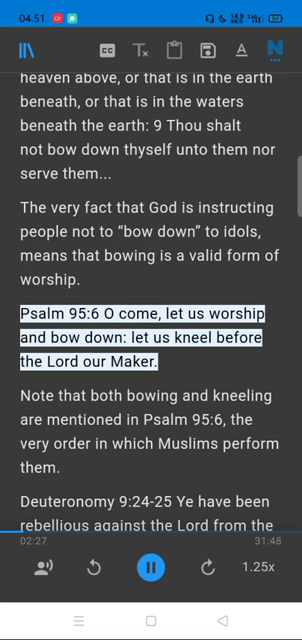 04.51
CC
heaven above, or that is in the earth
beneath, or that is in the waters
beneath the earth: 9 Thou shalt
not bow down thyself unto them nor
serve them...
The very fact that God is instructing
people not to “bow down” to idols,
means that bowing is a valid form of
worship.
Psalm 95:6 O come, let us worship
and bow down: let us kneel before
the Lord our Maker.
Note that both bowing and kneeling
are mentioned in Psalm 95:6, the
very order in which Muslims perform
them.
Deuteronomy 9:24-25 Ye have been
rebellious against the Lord from the
02:27
31:48
1.25x